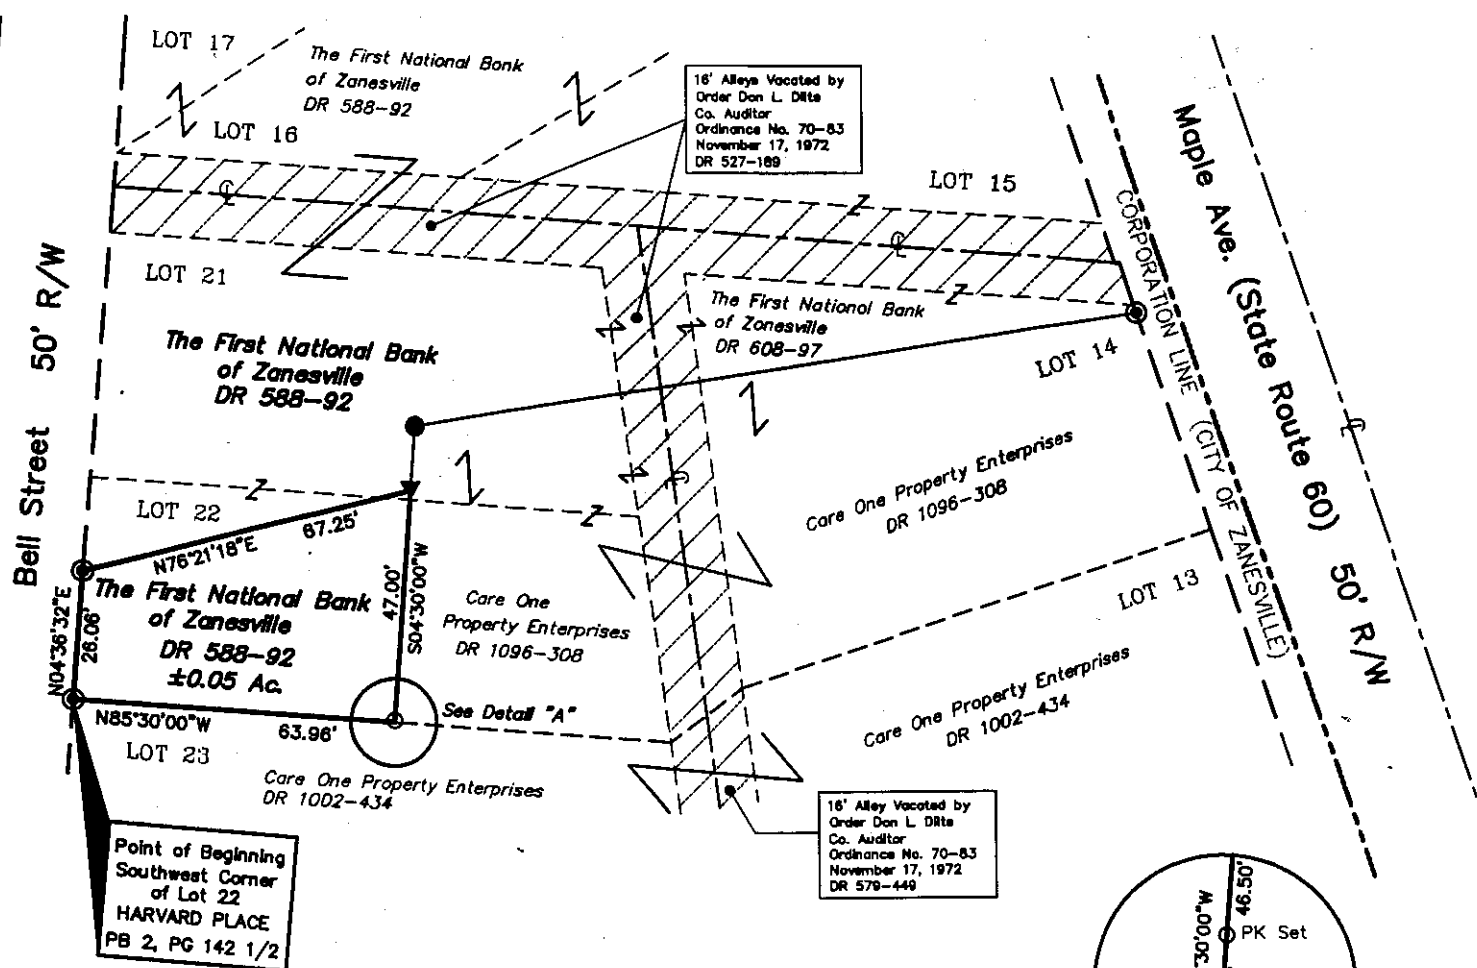 LOT 17
The First National Bank
of Zanesville
DR 588-92
LOT 16
16' Alleys Vacated by
Order Don L. Dilts
Co. Auditor
Ordinance No. 70-83
November 17, 1972
DR 527-189
LOT 15
Maple Ave. (State Route 60) 50' R/W
CORPORATION LINE (CITY OF ZANESVILLE)
Bell Street 50' R/W
LOT 21
The First National Bank
of Zanesville
DR 588-92
The First National Bank
of Zonesville
DR 608-97
LOT 14
Care One Property Enterprises
DR 1096-308
LOT 22
N76°21'18"E
67.25'
N04°36'32"E
26.06'
The First National Bank
of Zanesville
DR 588-92
±0.05 Ac.
47.00'
S04°30'00"W
Care One
Property Enterprises
DR 1096-308
LOT 13
Care One Property Enterprises
DR 1002-434
N85°30'00"W
63.96'
See Detail "A"
LOT 23
Care One Property Enterprises
DR 1002-434
16' Alley Vacated by
Order Don L. Dilts
Co. Auditor
Ordinance No. 70-83
November 17, 1972
DR 579-449
Point of Beginning
Southwest Corner
of Lot 22
HARVARD PLACE
PB 2, PG 142 1/2
46.50'
30'00"W
PK Set